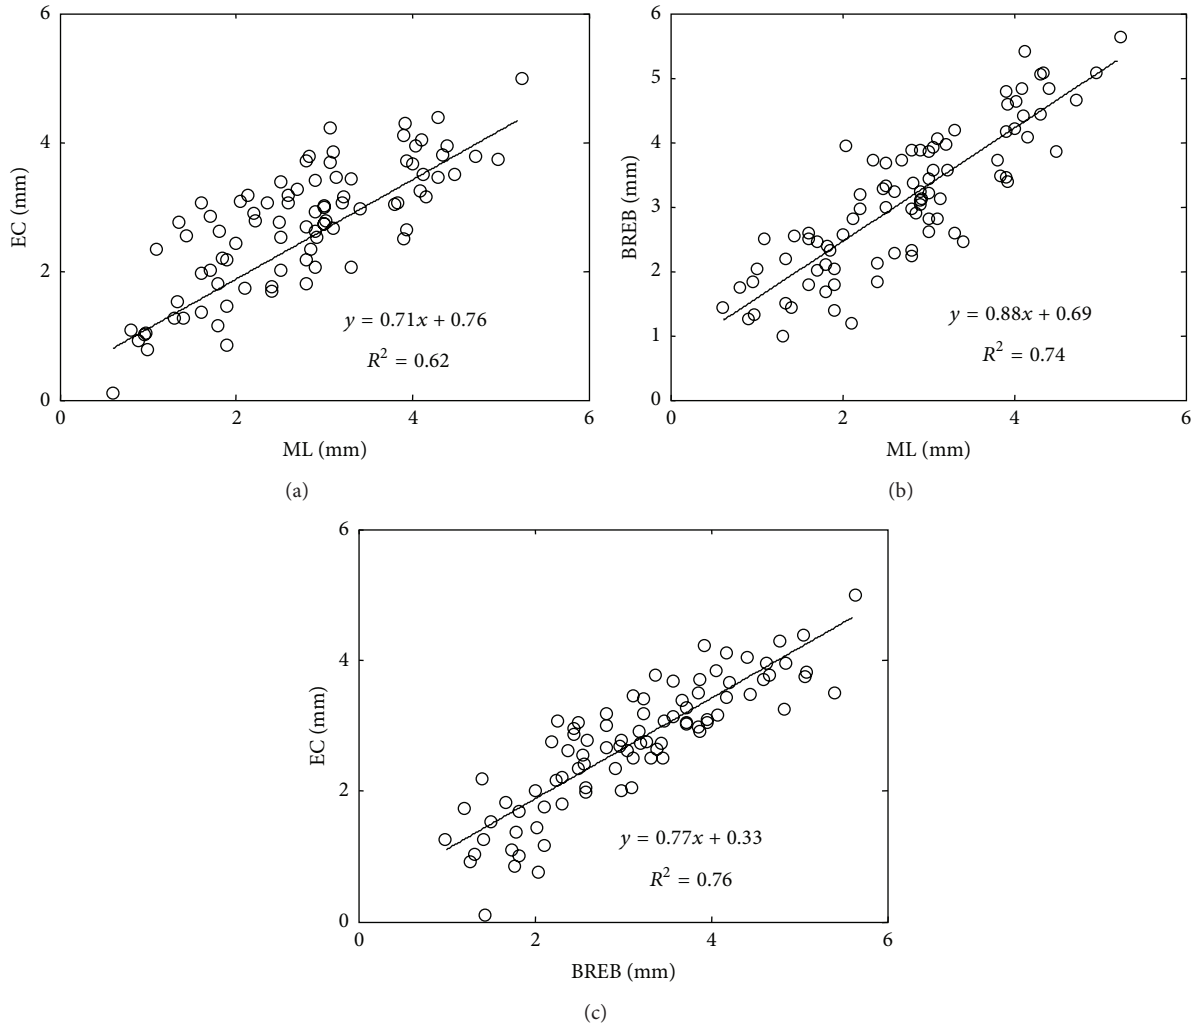 6
4
2
0
EC (mm)
0 2 4 6
ML (mm)
y = 0.71x + 0.76
R² = 0.62
(a)
6
5
4
3
2
1
0
BREB (mm)
0 2 4 6
ML (mm)
y = 0.88x + 0.69
R² = 0.74
(b)
6
4
2
0
EC (mm)
0 2 4 6
BREB (mm)
y = 0.77x + 0.33
R² = 0.76
(c)